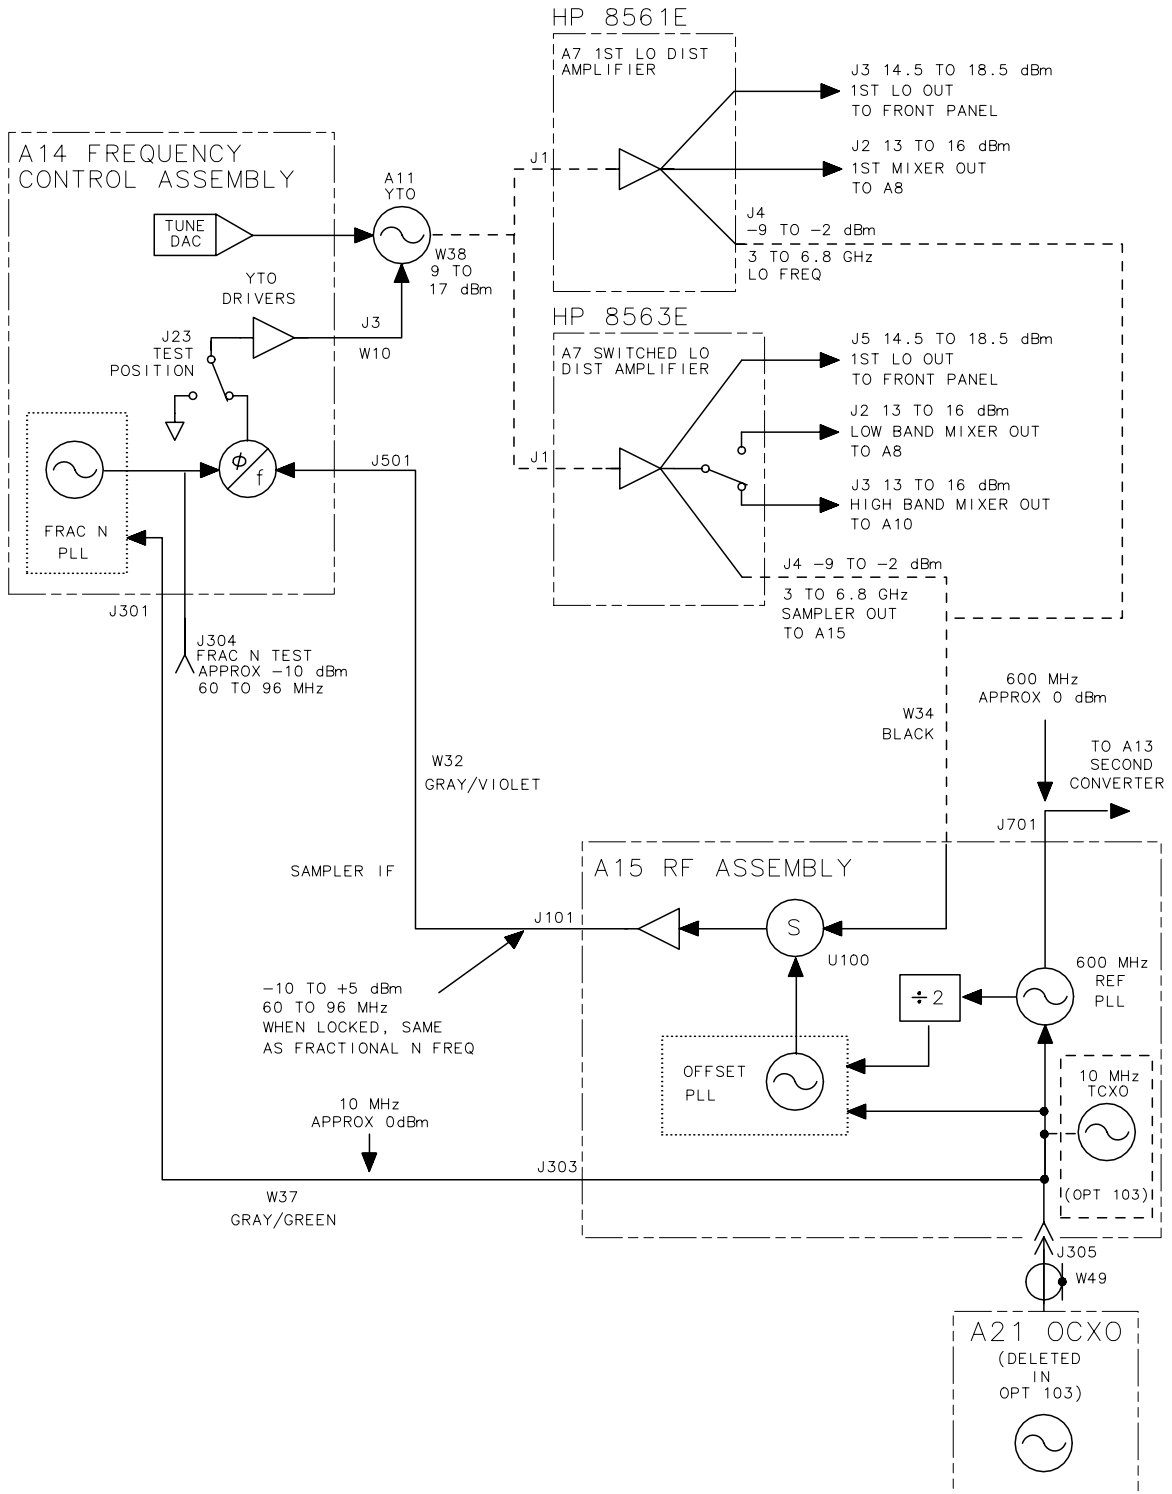 HP 8561E
A7 1ST LO DIST
AMPLIFIER
J3 14.5 TO 18.5 dBm
1ST LO OUT
TO FRONT PANEL
J2 13 TO 16 dBm
1ST MIXER OUT
TO A8
J1
J4
-9 TO -2 dBm
3 TO 6.8 GHz
LO FREQ
A14 FREQUENCY
CONTROL ASSEMBLY
A11
YTO
TUNE
DAC
W38
9 TO
17 dBm
YTO
DRIVERS
J3
W10
J23
TEST
POSITION
HP 8563E
A7 SWITCHED LO
DIST AMPLIFIER
J5 14.5 TO 18.5 dBm
1ST LO OUT
TO FRONT PANEL
J2 13 TO 16 dBm
LOW BAND MIXER OUT
TO A8
J1
J3 13 TO 16 dBm
HIGH BAND MIXER OUT
TO A10
J4 -9 TO -2 dBm
3 TO 6.8 GHz
SAMPLER OUT
TO A15
Φ
f
J501
FRAC N
PLL
J301
J304
FRAC N TEST
APPROX -10 dBm
60 TO 96 MHz
600 MHz
APPROX 0 dBm
W34
BLACK
TO A13
SECOND
CONVERTER
W32
GRAY/VIOLET
J701
SAMPLER IF
A15 RF ASSEMBLY
J101
S
U100
-10 TO +5 dBm
60 TO 96 MHz
WHEN LOCKED, SAME
AS FRACTIONAL N FREQ
600 MHz
REF
PLL
÷2
OFFSET
PLL
10 MHz
TCXO
(OPT 103)
10 MHz
APPROX 0dBm
J303
W37
GRAY/GREEN
J305
W49
A21 OCXO
(DELETED
IN
OPT 103)